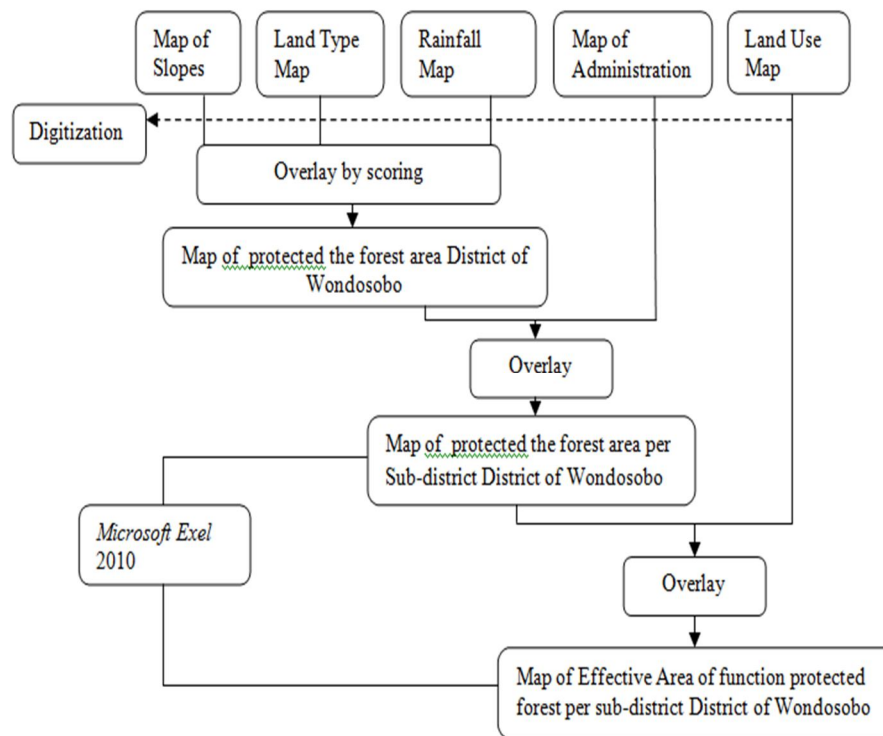 Map of
Slopes
Land Type
Map
Rainfall
Map
Map of
Administration
Land Use
Map
Digitization
Overlay by scoring
Map of protected the forest area District of
Wondosobo
Overlay
Map of protected the forest area per
Sub-district District of Wondosobo
Microsoft Exel
2010
Overlay
Map of Effective Area of function protected
forest per sub-district District of Wondosobo